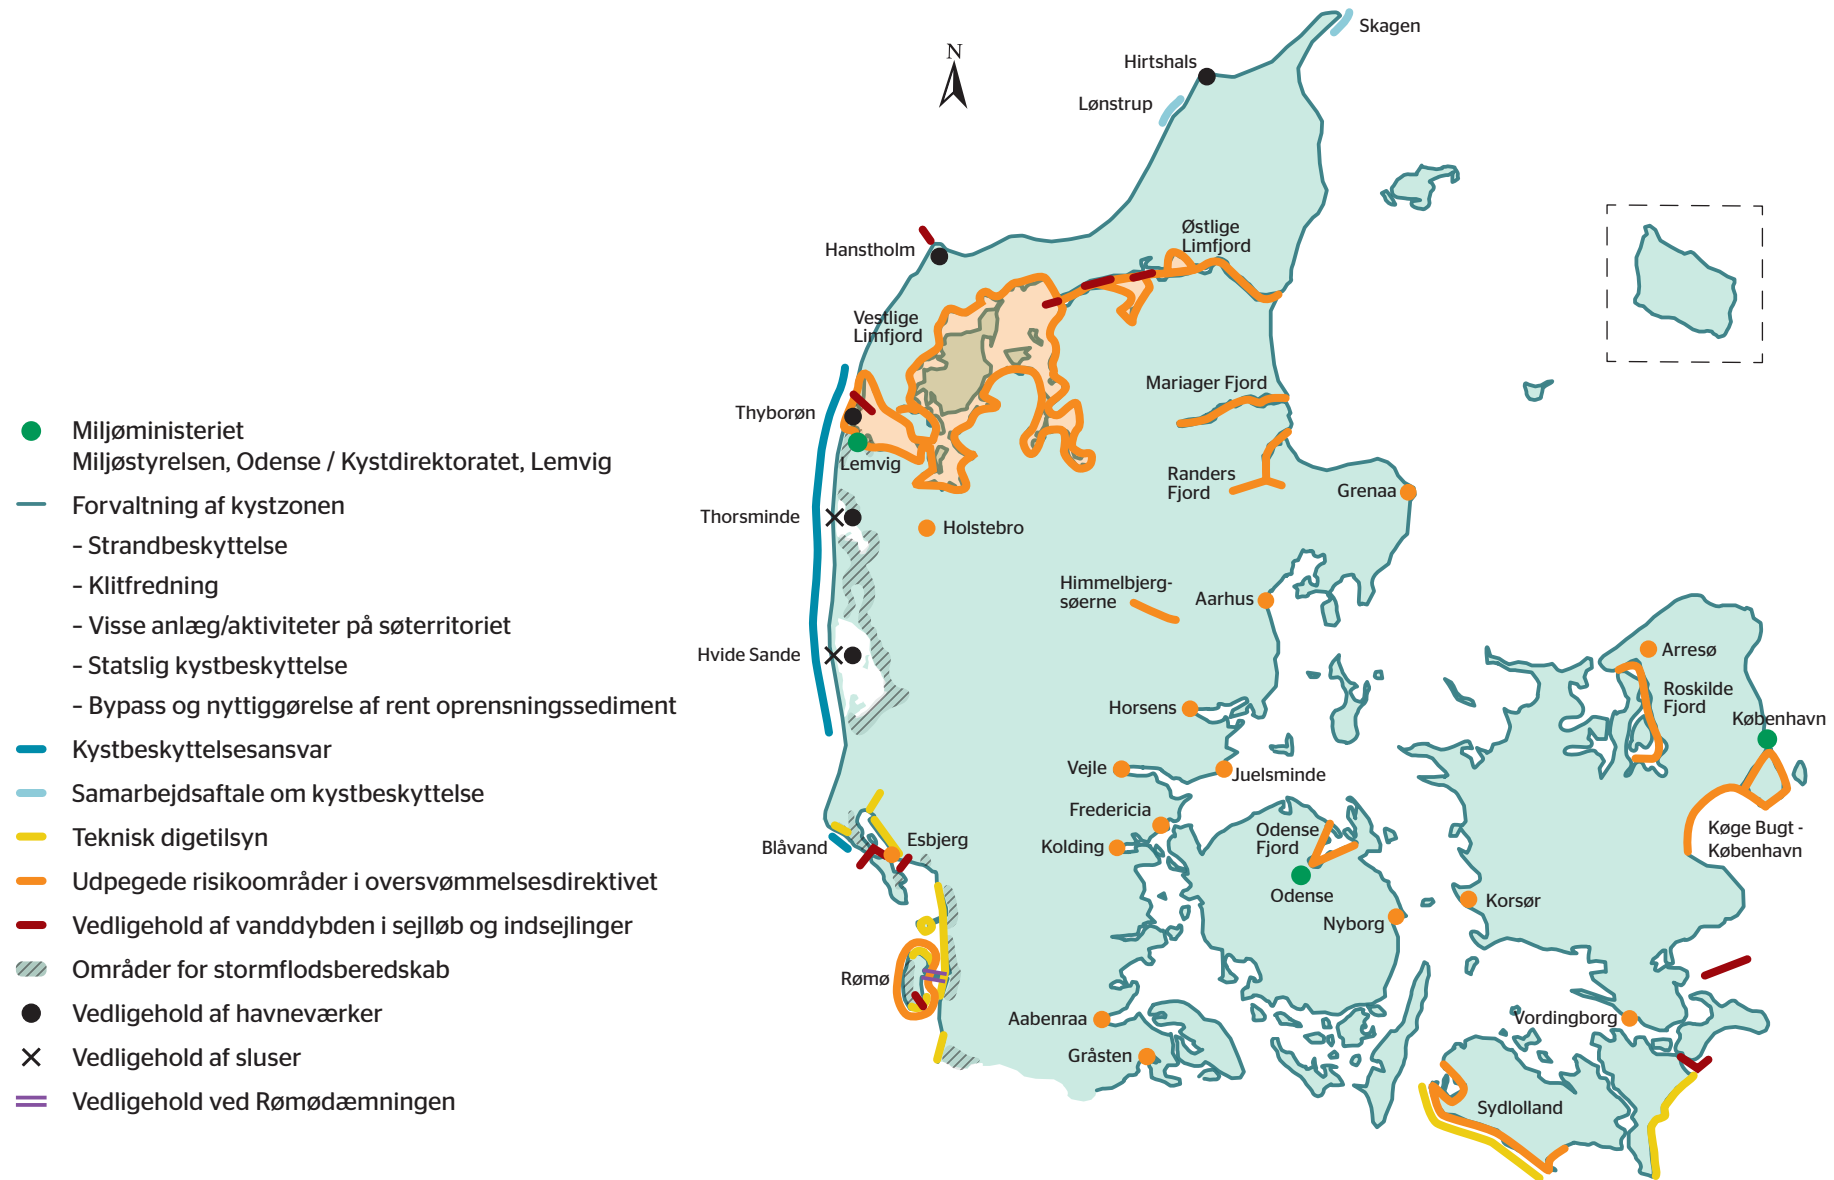 N
Skagen
Hirtshals
Lønstrup
Østlige
Limfjord
Hanstholm
Vestlige
Limfjord
Mariager Fjord
Thyborøn
Lemvig
Randers
Fjord
Grenaa
Thorsminde
Holstebro
Himmelbjerg-
søerne
Aarhus
Hvide Sande
Arresø
Roskilde
Fjord
København
Horsens
Vejle
Juelsminde
Fredericia
Odense
Fjord
Køge Bugt -
København
Blåvand
Esbjerg
Kolding
Odense
Nyborg
Korsør
Rømø
Aabenraa
Vordingborg
Gråsten
Sydlolland
Miljøministeriet
Miljøstyrelsen, Odense / Kystdirektoratet, Lemvig
Forvaltning af kystzonen
– Strandbeskyttelse
– Klitfredning
– Visse anlæg/aktiviteter på søterritoriet
– Statslig kystbeskyttelse
– Bypass og nyttiggørelse af rent oprensningssediment
Kystbeskyttelsesansvar
Samarbejdsaftale om kystbeskyttelse
Teknisk digetilsyn
Udpegede risikoområder i oversvømmelsesdirektivet
Vedligehold af vanddybden i sejlløb og indsejlinger
Områder for stormflodsberedskab
Vedligehold af havneværker
Vedligehold af sluser
Vedligehold ved Rømødæmningen